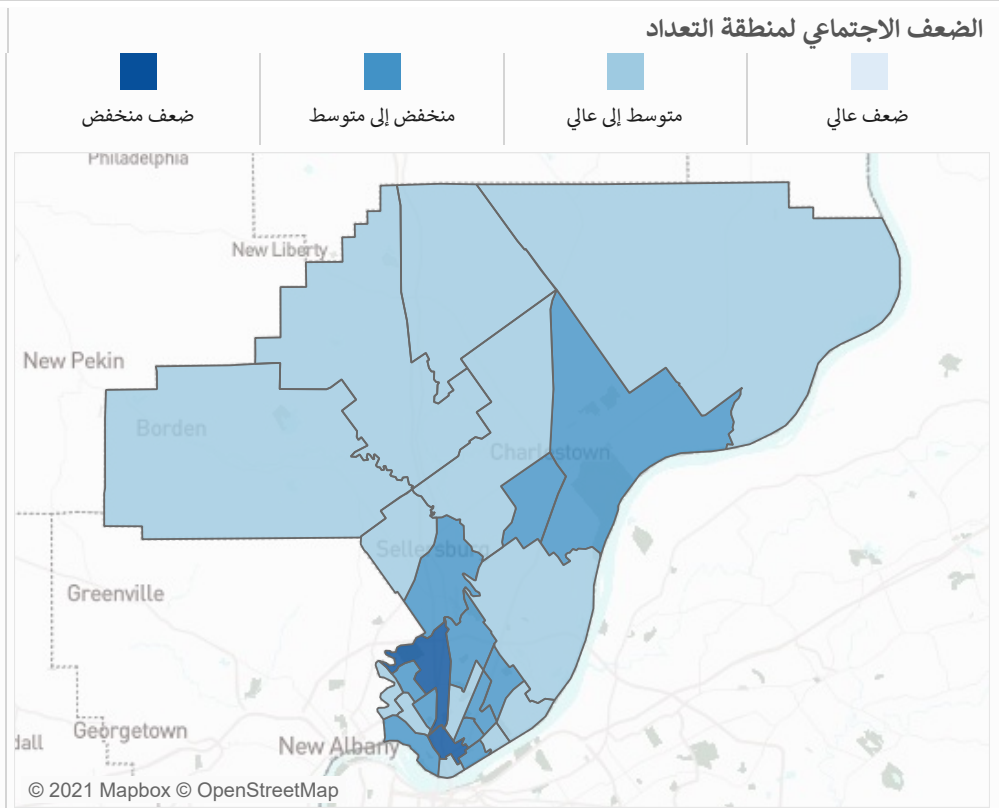 الضعف الاجتماعي لمنطقة التعداد
ضعف عالي
متوسط إلى عالي
منخفض إلى متوسط
ضعف منخفض
Philadelphia
New Liberty
New Pekin
Borden
Charlestown
Sellersburg
Greenville
Georgetown
dall
New Albany
© 2021 Mapbox © OpenStreetMap